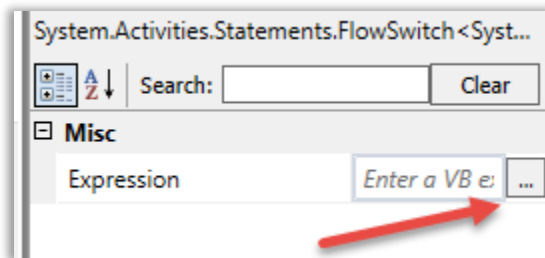 System.Activities.Statements.FlowSwitch<Syst...
A Z Search: Clear
Misc
Expression Enter a VB e ...